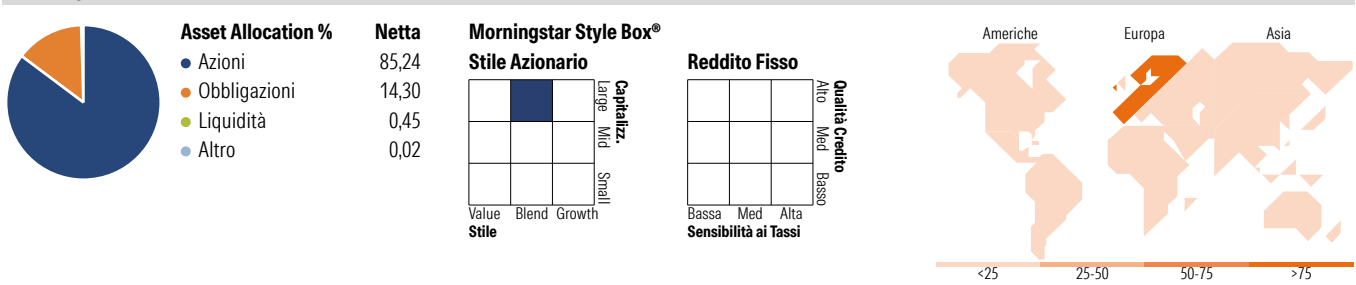 Asset Allocation % Netta
Azioni 85,24
Obbligazioni 14,30
Liquidità 0,45
Altro 0,02
Morningstar Style Box®
Stile Azionario
Large
Mid
Small
Capitalizz.
Value Blend Growth
Stile
Reddito Fisso
Alto
Med
Basso
Qualità Credito
Bassa Med Alta
Sensibilità ai Tassi
Americhe Europa Asia
<25 25-50 50-75 >75